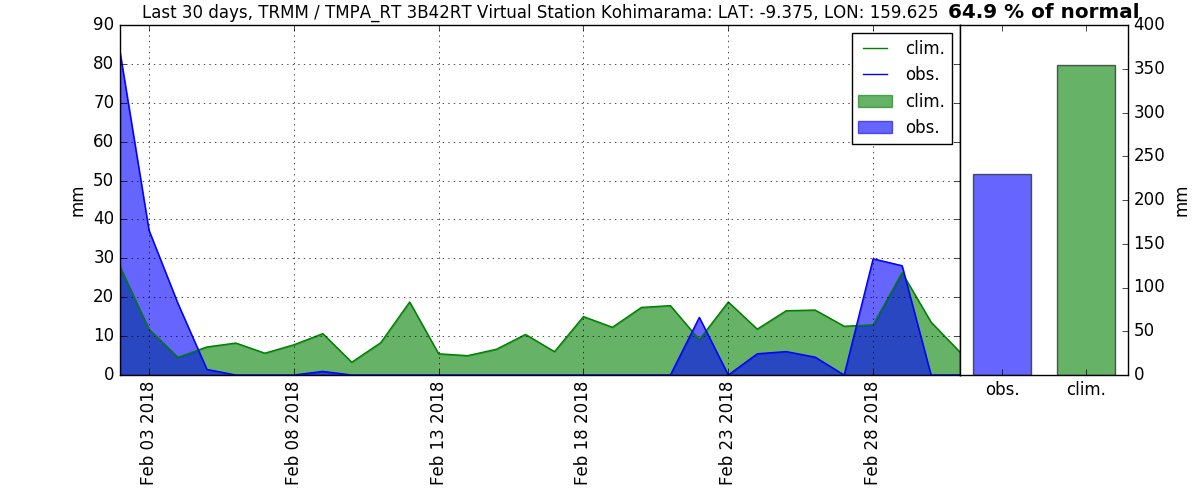 Last 30 days, TRMM / TMPA_RT 3B42RT Virtual Station Kohimarama: LAT: -9.375, LON: 159.625 64.9 % of normal
90
80
70
60
50
40
30
20
10
0
mm
clim.
obs.
clim.
obs.
Feb 03 2018
Feb 08 2018
Feb 13 2018
Feb 18 2018
Feb 23 2018
Feb 28 2018
400
350
300
250
200
150
100
50
0
mm
obs. clim.